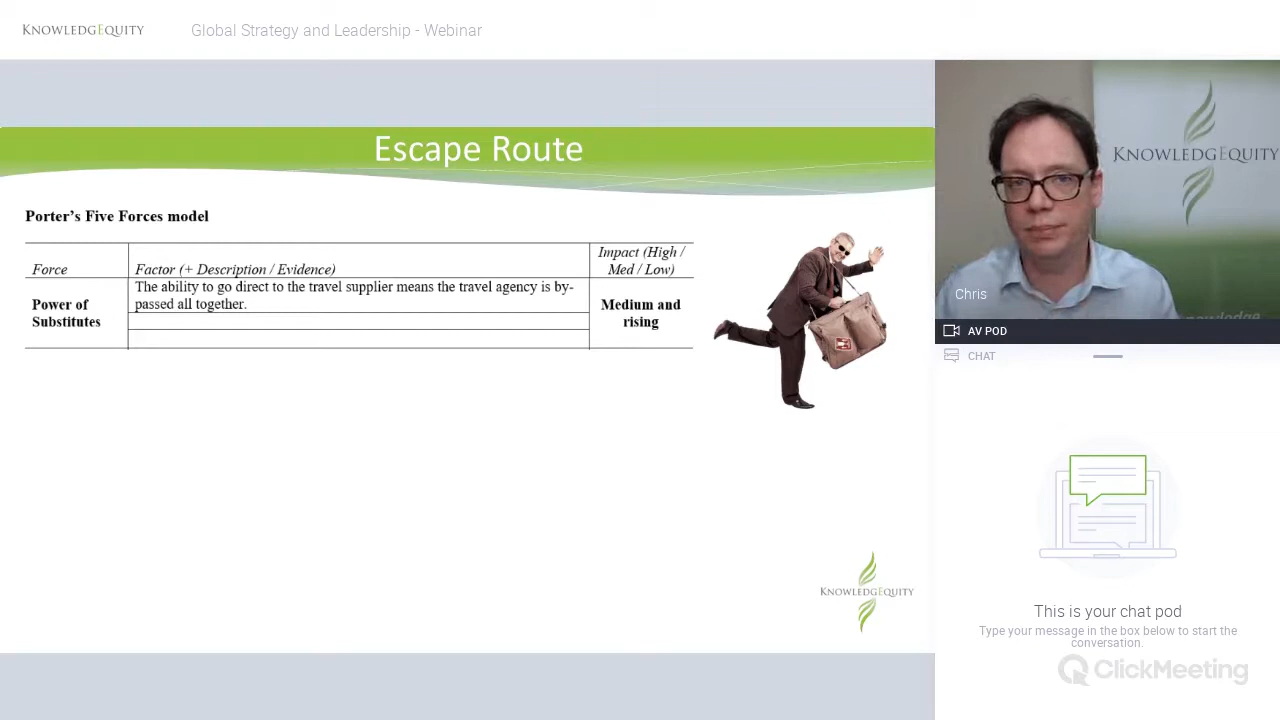 KNOWLEDGEQUITY
Global Strategy and Leadership - Webinar
Escape Route
Porter's Five Forces model
Force
Factor (+ Description / Evidence)
Impact (High /
Med / Low)
Power of
Substitutes
The ability to go direct to the travel supplier means the travel agency is by-
passed all together.
Medium and
rising
KNOWLEDGEQUITY
KNOWLEDGEQUITY
knowledge
Chris
AV POD
CHAT
This is your chat pod
Type your message in the box below to start the
conversation.
ClickMeeting